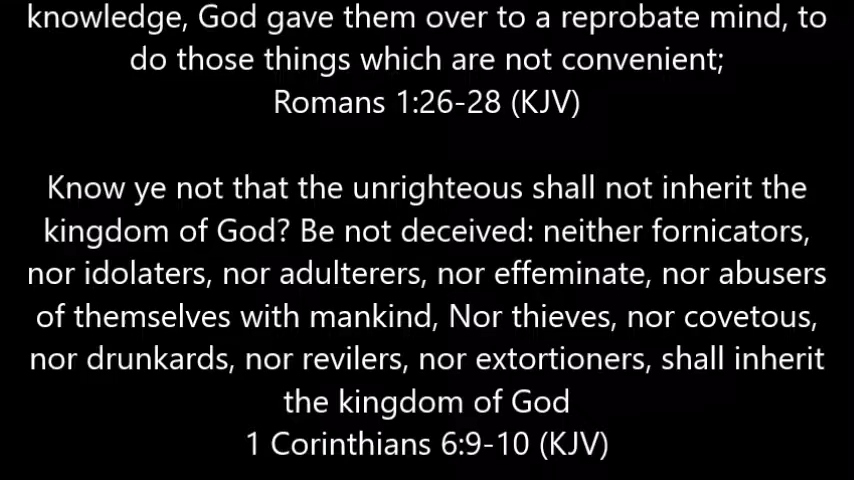 knowledge, God gave them over to a reprobate mind, to
do those things which are not convenient;
Romans 1:26-28 (KJV)
Know ye not that the unrighteous shall not inherit the
kingdom of God? Be not deceived: neither fornicators,
nor idolaters, nor adulterers, nor effeminate, nor abusers
of themselves with mankind, Nor thieves, nor covetous,
nor drunkards, nor revilers, nor extortioners, shall inherit
the kingdom of God
1 Corinthians 6:9-10 (KJV)